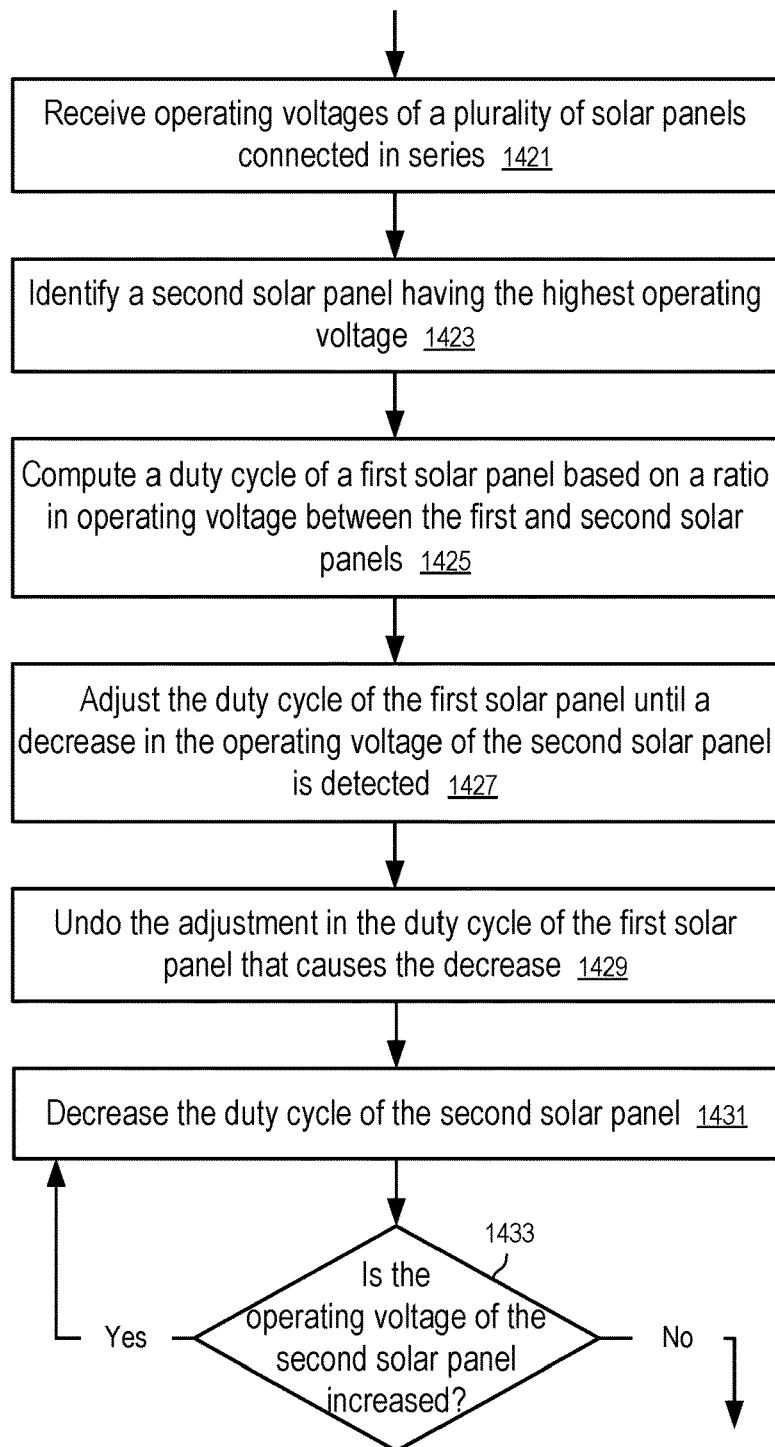 Receive operating voltages of a plurality of solar panels
connected in series 1421
Identify a second solar panel having the highest operating
voltage 1423
Compute a duty cycle of a first solar panel based on a ratio
in operating voltage between the first and second solar
panels 1425
Adjust the duty cycle of the first solar panel until a
decrease in the operating voltage of the second solar panel
is detected 1427
Undo the adjustment in the duty cycle of the first solar
panel that causes the decrease 1429
Decrease the duty cycle of the second solar panel 1431
1433
Is the
operating voltage of the
second solar panel
increased?
Yes
No